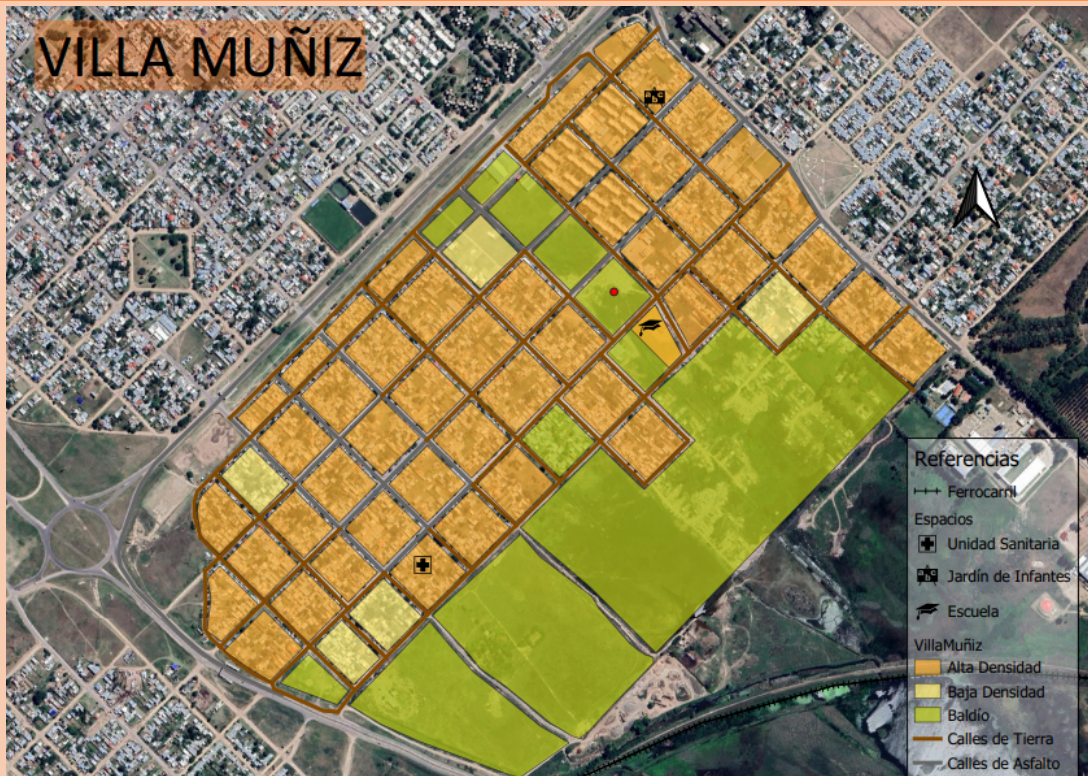 VILLA MUÑIZ
Referencias
Ferrocarril
Espacios
Unidad Sanitaria
Jardín de Infantes
Escuela
VillaMuñiz
Alta Densidad
Baja Densidad
Baldío
Calles de Tierra
Calles de Asfalto